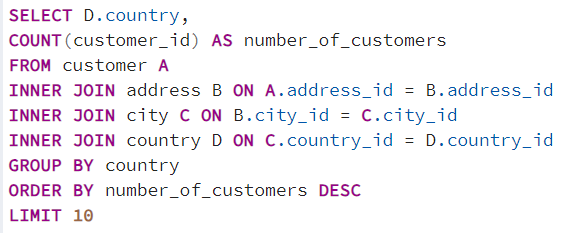 SELECT D.country,
COUNT(customer_id) AS number_of_customers
FROM customer A
INNER JOIN address B ON A.address_id = B.address_id
INNER JOIN city C ON B.city_id = C.city_id
INNER JOIN country D ON C.country_id = D.country_id
GROUP BY country
ORDER BY number_of_customers DESC
LIMIT 10